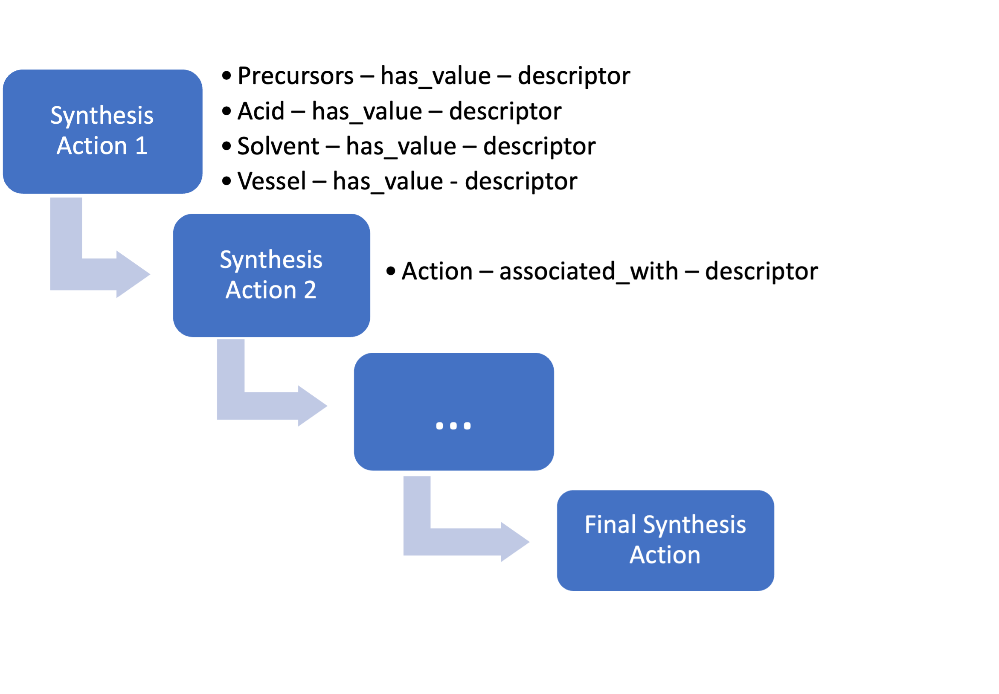 • Precursors – has_value – descriptor
• Acid – has_value – descriptor
• Solvent – has_value – descriptor
• Vessel – has_value - descriptor
Synthesis
Action 1
Synthesis
Action 2
• Action – associated_with – descriptor
...
Final Synthesis
Action